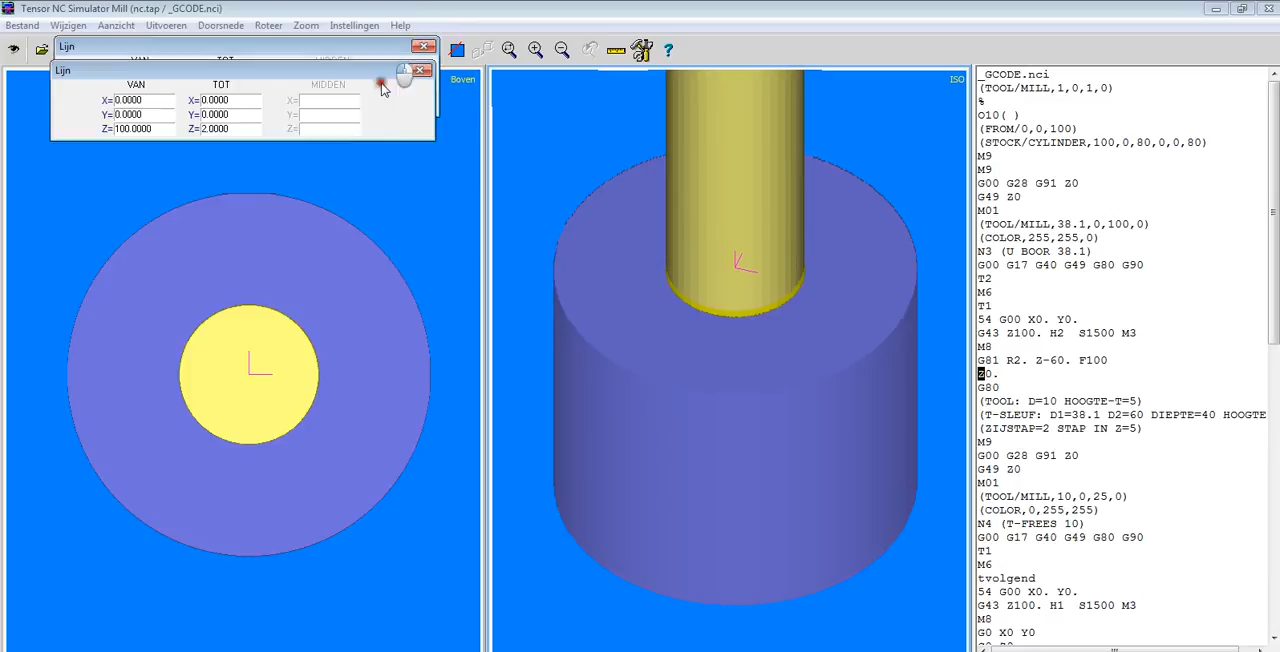 Tensor NC Simulator Mill (nc.tap / _GCODE.nci)
Bestand Wijzigen Aanzicht Uitvoeren Doorsnede Roteer Zoom Instellingen Help
Lijn
Lijn
VAN TOT MIDDEN
X= 0.0000 X= 0.0000 X=
Y= 0.0000 Y= 0.0000 Y=
Z= 100.0000 Z= 2.0000 Z=
Boven
ISO
_GCODE.nci
(TOOL/MILL,1,0,1,0)
%
O10( )
(FROM/0,0,100)
(STOCK/CYLINDER,100,0,80,0,0,80)
M9
M9
G00 G28 G91 Z0
G49 Z0
M01
(TOOL/MILL,38.1,0,100,0)
(COLOR,255,255,0)
N3 (U BOOR 38.1)
G00 G17 G40 G49 G80 G90
T2
M6
T1
54 G00 X0. Y0.
G43 Z100. H2  S1500 M3
M8
G81 R2. Z-60. F100
z0.
G80
(TOOL: D=10 HOOGTE-T=5)
(T-SLEUF: D1=38.1 D2=60 DIEPTE=40 HOOGTE
(ZIJSTAP=2 STAP IN Z=5)
M9
G00 G28 G91 Z0
G49 Z0
M01
(TOOL/MILL,10,0,25,0)
(COLOR,0,255,255)
N4 (T-FREES 10)
G00 G17 G40 G49 G80 G90
T1
M6
tvolgend
54 G00 X0. Y0.
G43 Z100. H1  S1500 M3
M8
G0 X0 Y0